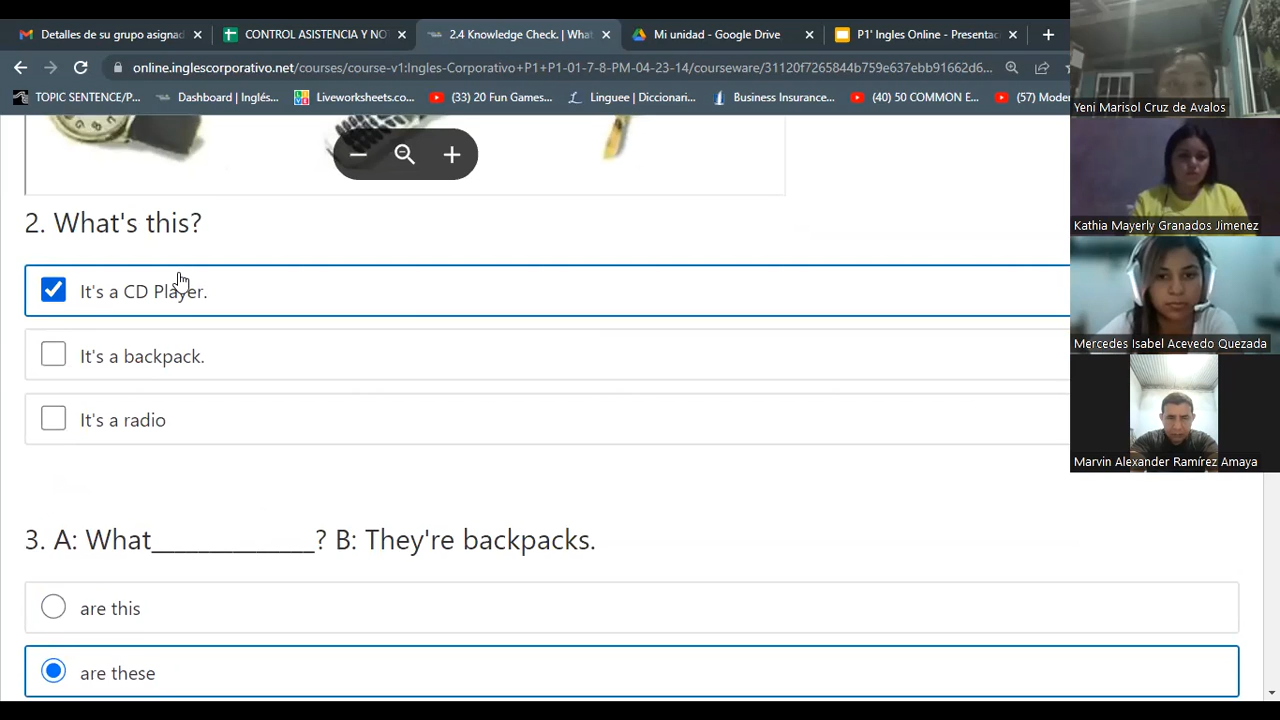 Detalles de su grupo asignad
CONTROL ASISTENCIA Y NOT
2.4 Knowledge Check. | What
Mi unidad - Google Drive
P1' Ingles Online - Presentac
online.inglescorporativo.net/courses/course-v1:Ingles-Corporativo+P1+P1-01-7-8-PM-04-23-14/courseware/31120f7265844b759e637ebb91662d6...
TOPIC SENTENCE/P...
Dashboard | Inglés...
Liveworksheets.co...
(33) 20 Fun Games...
Linguee | Diccionari...
Business Insurance...
(40) 50 COMMON E...
(57) Mode
Yeni Marisol Cruz de Avalos
Kathia Mayerly Granados Jimenez
Mercedes Isabel Acevedo Quezada
Marvin Alexander Ramírez Amaya
2. What's this?
It's a CD Player.
It's a backpack.
It's a radio
3. A: What_______________? B: They're backpacks.
are this
are these